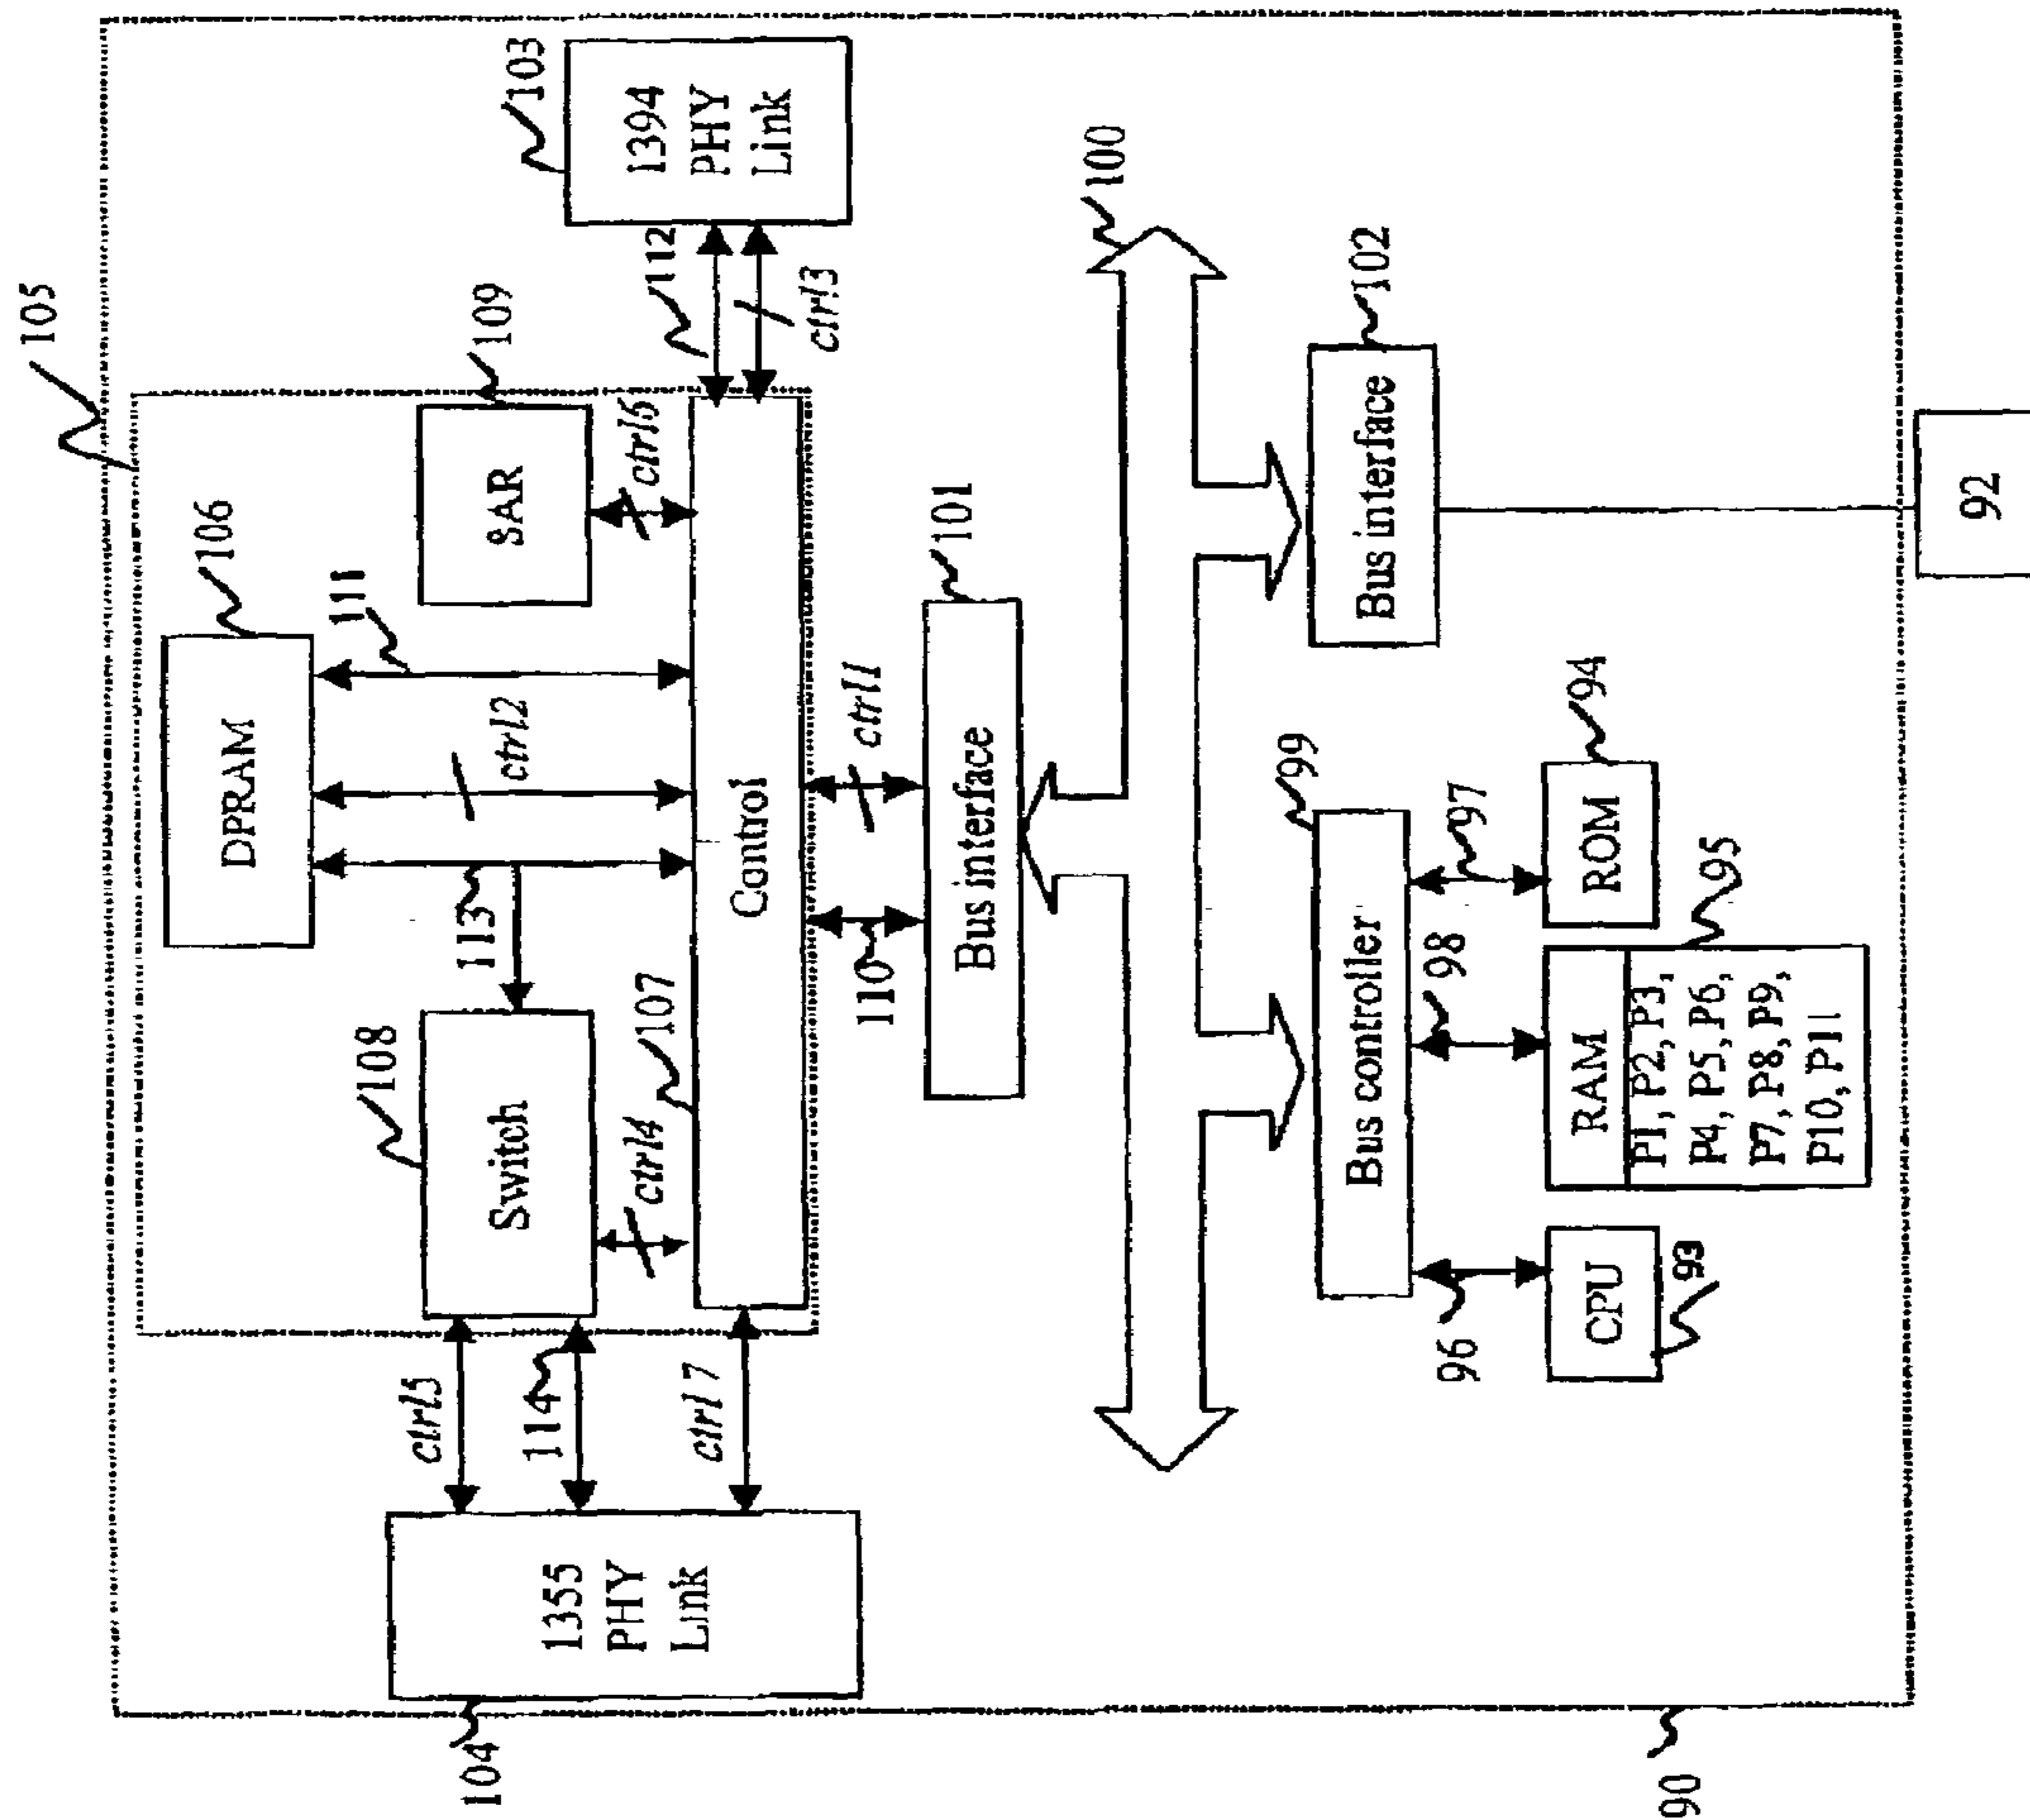 105
103
1394
PHY
Link
109
112
ctrl3
106
SAR
ctrl6
DPRAM
111
ctrl2
113
108
Switch
ctrl4
107
Control
104
1355
PHY
Link
ctrl5
114
ctrl7
110
ctrl1
101
Bus interface
100
102
Bus interface
99
Bus controller
96
98
97
94
ROM
95
RAM
P1, P2, P3,
P4, P5, P6,
P7, P8, P9,
P10, P11
CPU
93
92
90